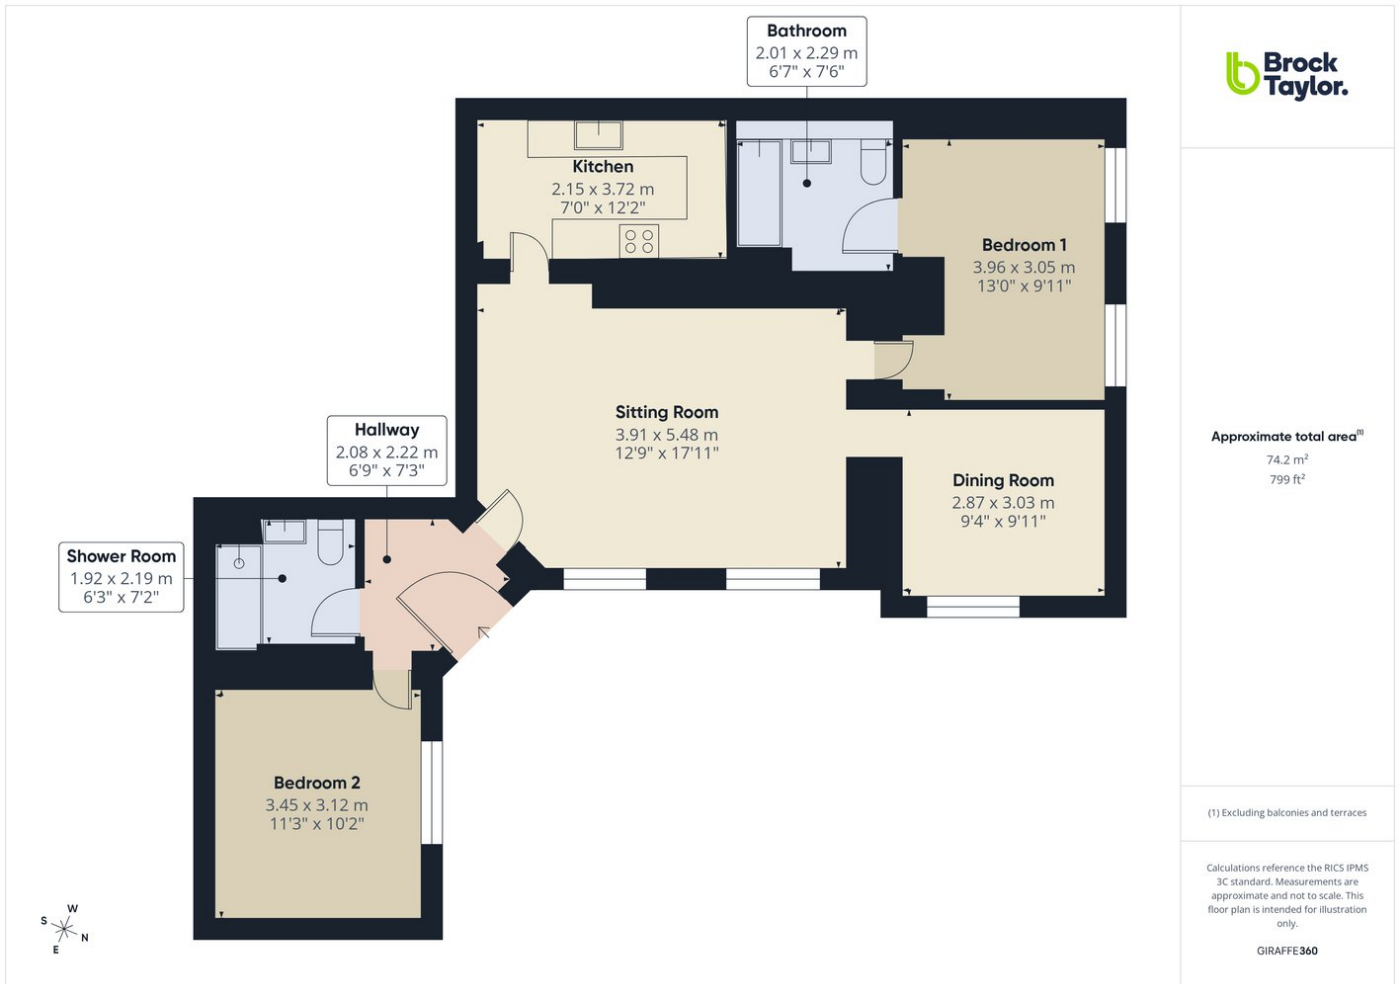 Bathroom
2.01 x 2.29 m
6'7" x 7'6"
Brock
Taylor.
Kitchen
2.15 x 3.72 m
7'0" x 12'2"
Bedroom 1
3.96 x 3.05 m
13'0" x 9'11"
Sitting Room
3.91 x 5.48 m
12'9" x 17'11"
Hallway
2.08 x 2.22 m
6'9" x 7'3"
Dining Room
2.87 x 3.03 m
9'4" x 9'11"
Shower Room
1.92 x 2.19 m
6'3" x 7'2"
Bedroom 2
3.45 x 3.12 m
11'3" x 10'2"
S
W
N
E
Approximate total area(1)
74.2 m²
799 ft²
(1) Excluding balconies and terraces
Calculations reference the RICS IPMS
3C standard. Measurements are
approximate and not to scale. This
floor plan is intended for illustration
only.
GIRAFFE360